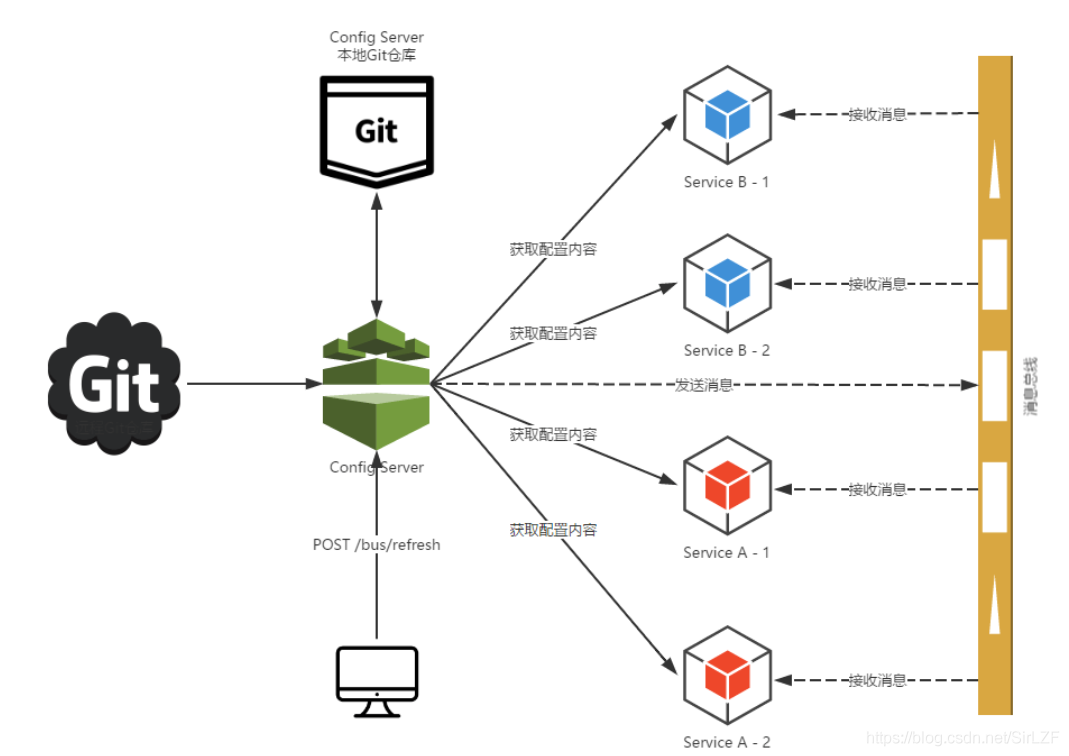 Config Server
本地Git仓库
Git
接收消息
Service B - 1
获取配置内容
接收消息
获取配置内容
Service B - 2
Git
发送消息
消息总线
获取配置内容
Config Server
接收消息
获取配置内容
POST /bus/refresh
Service A - 1
接收消息
Service A - 2
https://blog.csdn.net/SirLZF